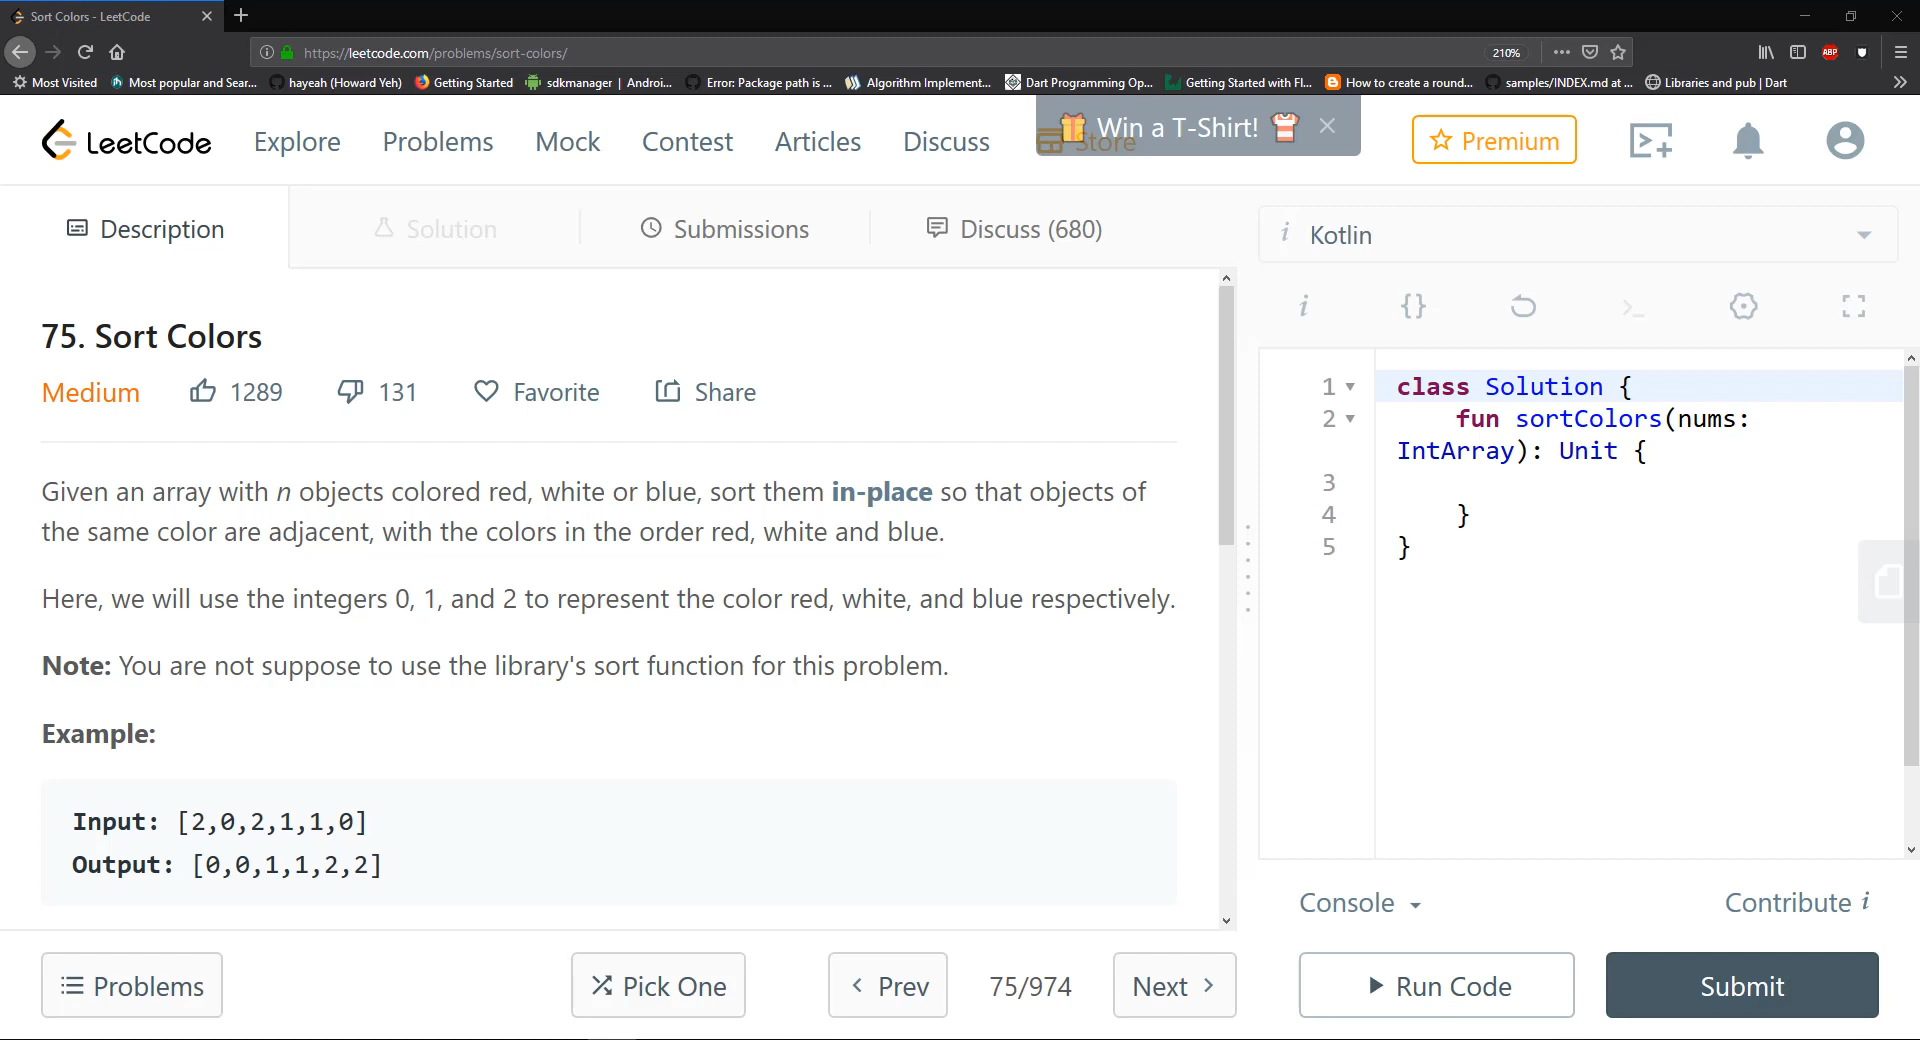 Sort Colors - LeetCode
https://leetcode.com/problems/sort-colors/
210%
ABP
Most Visited
Most popular and Sear...
hayeah (Howard Yeh)
Getting Started
sdkmanager | Androi...
Error: Package path is ...
Algorithm Implement...
Dart Programming Op...
Getting Started with Fl...
How to create a round...
samples/INDEX.md at ...
Libraries and pub | Dart
LeetCode
Explore
Problems
Mock
Contest
Articles
Discuss
Store
Win a T-Shirt!
Premium
Description
Solution
Submissions
Discuss (680)
Kotlin
75. Sort Colors
Medium
1289
131
Favorite
Share
Given an array with n objects colored red, white or blue, sort them in-place so that objects of
the same color are adjacent, with the colors in the order red, white and blue.
Here, we will use the integers 0, 1, and 2 to represent the color red, white, and blue respectively.
Note: You are not suppose to use the library's sort function for this problem.
Example:
Input: [2,0,2,1,1,0]
Output: [0,0,1,1,2,2]
1 class Solution {
2 fun sortColors(nums:
IntArray): Unit {
3
4 }
5 }
Console
Contribute i
Problems
Pick One
Prev
75/974
Next
Run Code
Submit